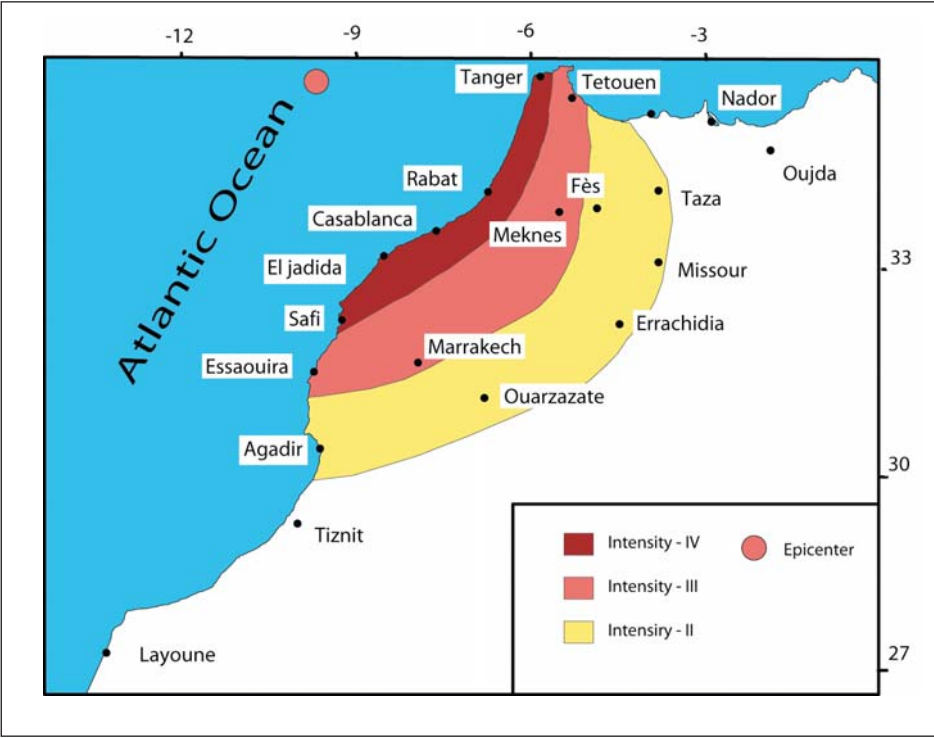 -12
-9
-6
-3
Tanger
Tetouen
Nador
Oujda
Atlantic Ocean
Rabat
Fès
Taza
Casablanca
Meknes
El jadida
Missour
33
Safi
Errachidia
Marrakech
Essaouira
Ouarzazate
Agadir
30
Tiznit
Intensity - IV
Epicenter
Intensity - III
Intensiry - II
Layoune
27